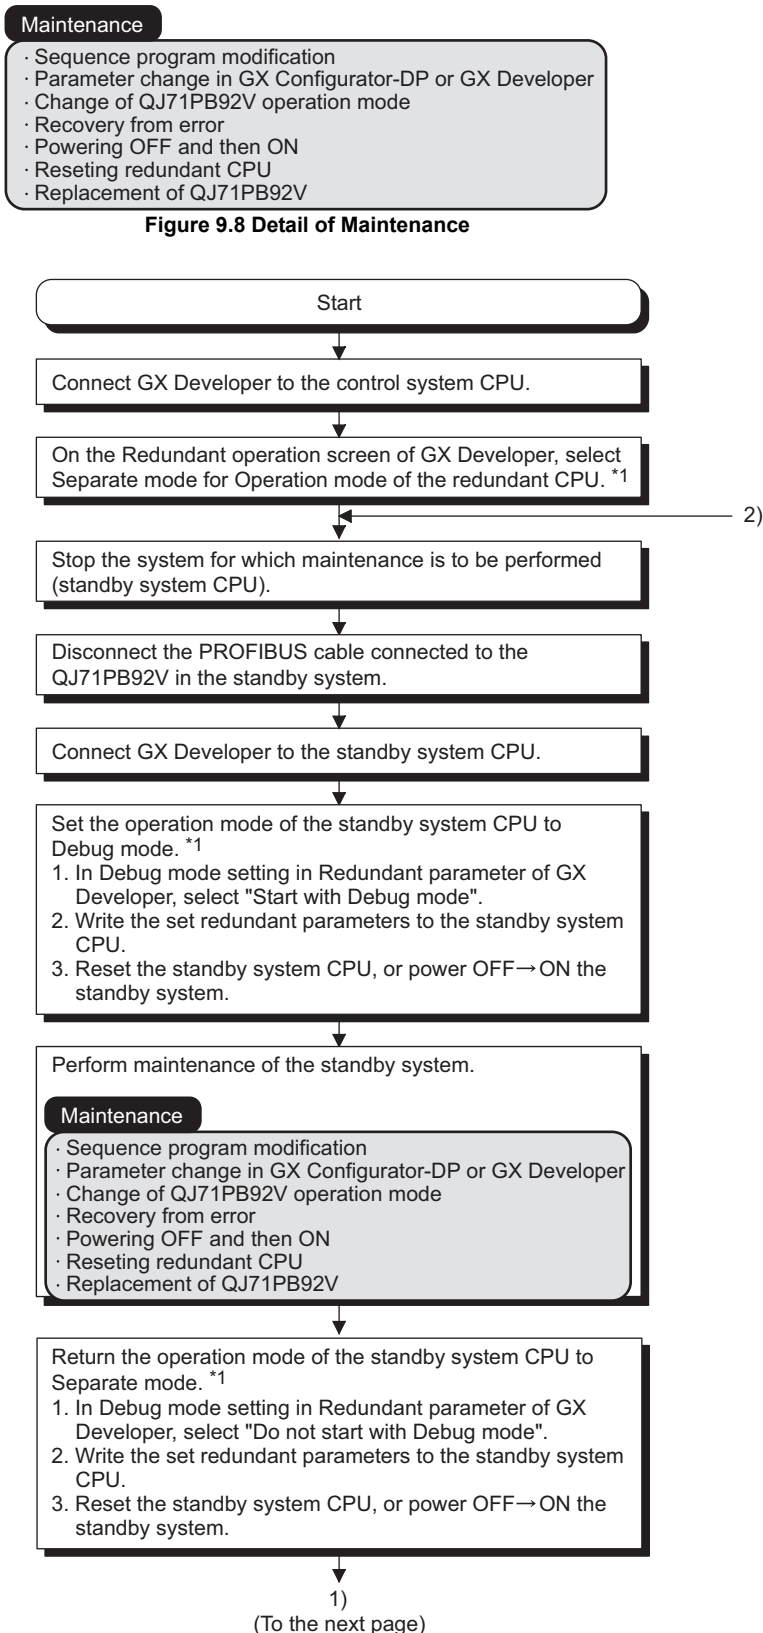 Maintenance
· Sequence program modification
· Parameter change in GX Configurator-DP or GX Developer
· Change of QJ71PB92V operation mode
· Recovery from error
· Powering OFF and then ON
· Reseting redundant CPU
· Replacement of QJ71PB92V
Figure 9.8 Detail of Maintenance
Start
Connect GX Developer to the control system CPU.
On the Redundant operation screen of GX Developer, select
Separate mode for Operation mode of the redundant CPU. *1
2)
Stop the system for which maintenance is to be performed
(standby system CPU).
Disconnect the PROFIBUS cable connected to the
QJ71PB92V in the standby system.
Connect GX Developer to the standby system CPU.
Set the operation mode of the standby system CPU to
Debug mode. *1
1. In Debug mode setting in Redundant parameter of GX
Developer, select "Start with Debug mode".
2. Write the set redundant parameters to the standby system
CPU.
3. Reset the standby system CPU, or power OFF→ON the
standby system.
Perform maintenance of the standby system.
Maintenance
· Sequence program modification
· Parameter change in GX Configurator-DP or GX Developer
· Change of QJ71PB92V operation mode
· Recovery from error
· Powering OFF and then ON
· Reseting redundant CPU
· Replacement of QJ71PB92V
Return the operation mode of the standby system CPU to
Separate mode. *1
1. In Debug mode setting in Redundant parameter of GX
Developer, select "Do not start with Debug mode".
2. Write the set redundant parameters to the standby system
CPU.
3. Reset the standby system CPU, or power OFF→ON the
standby system.
1)
(To the next page)